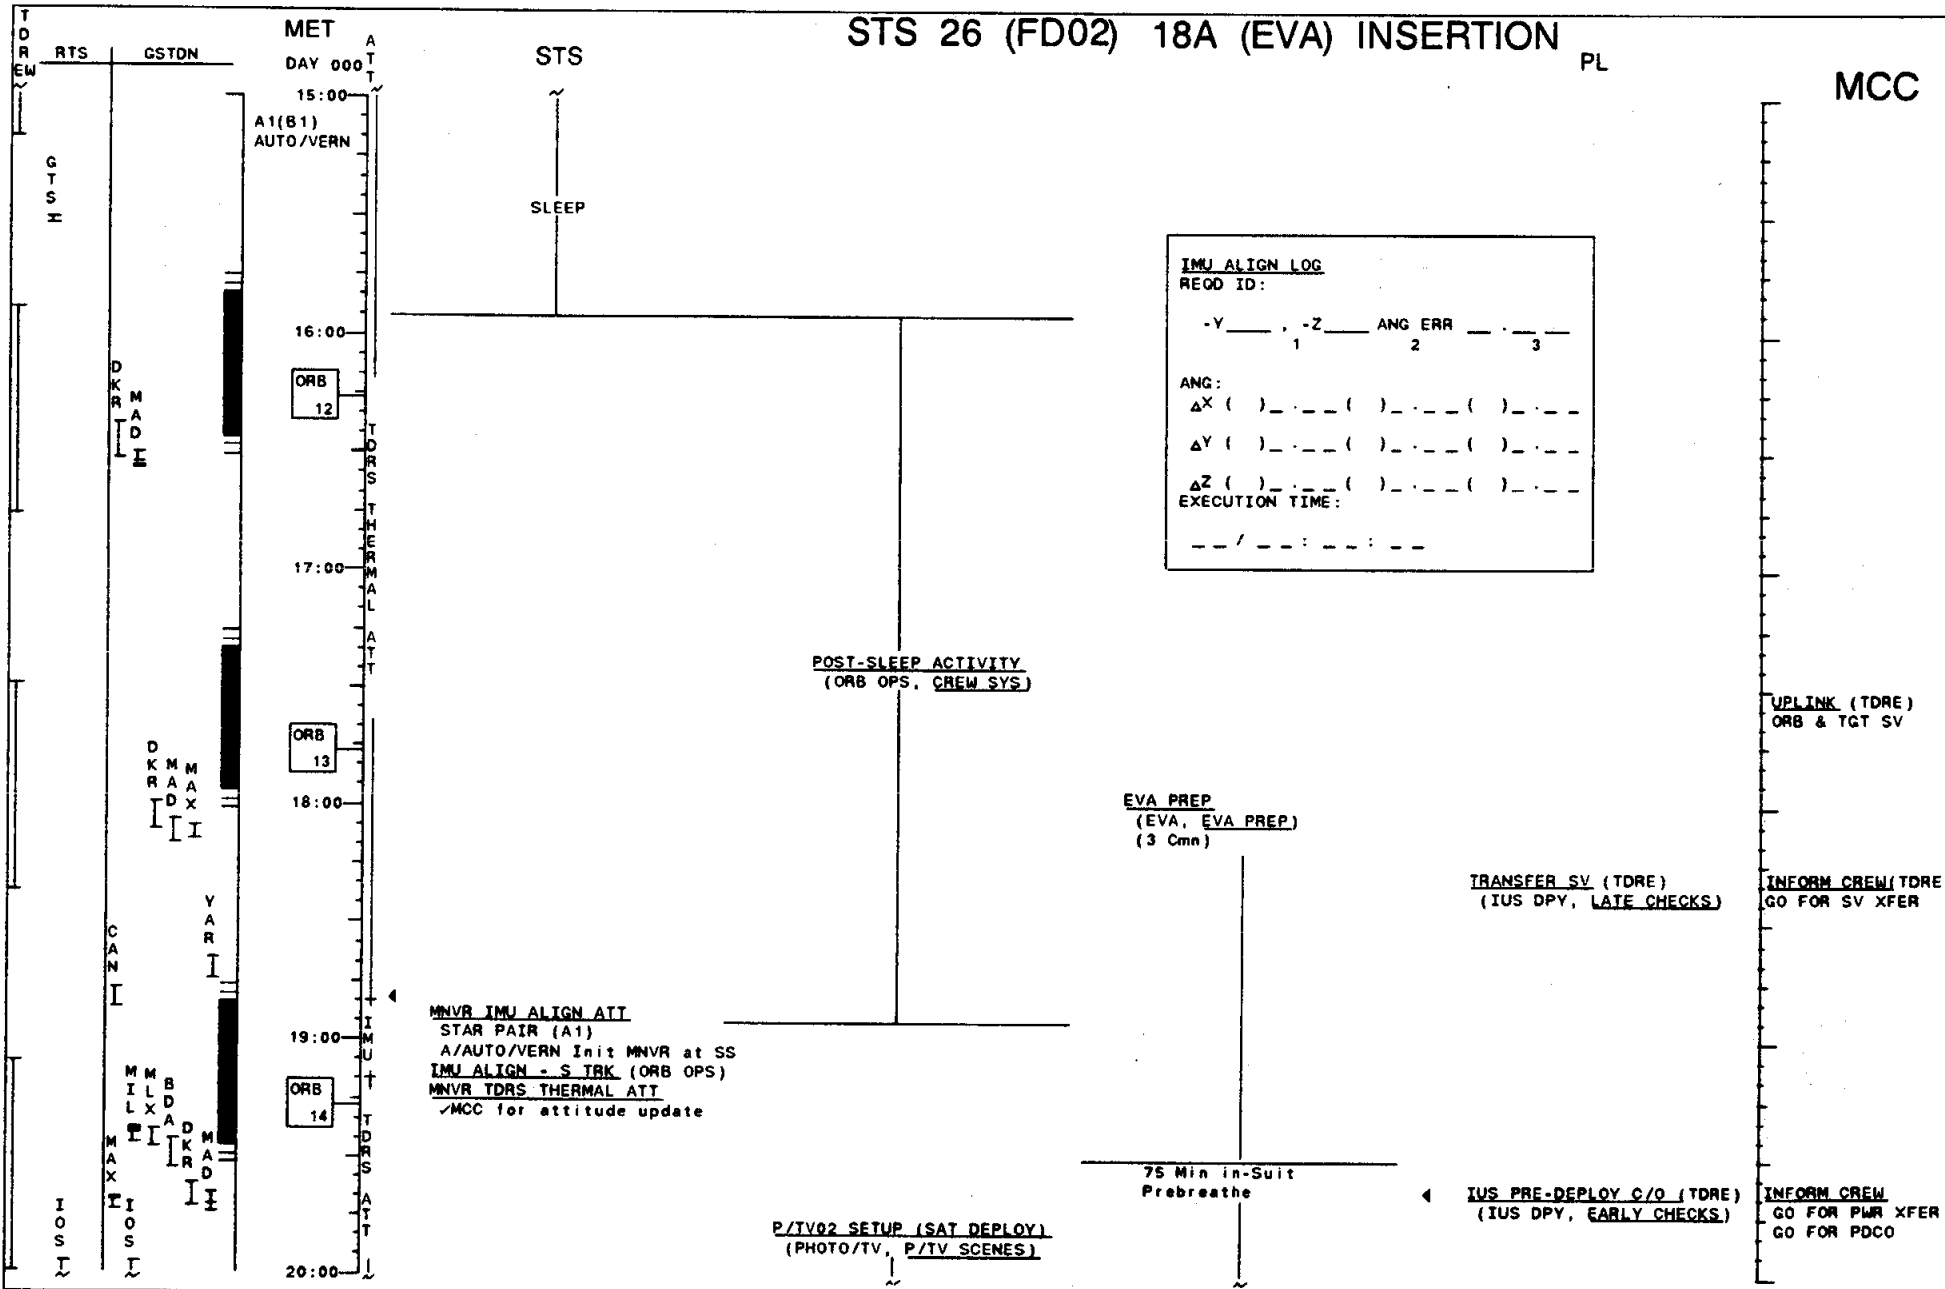 STS 26 (FD02) 18A (EVA) INSERTION
TDR EW
RTS
GSTDN
MET
DAY 000
ATT
STS
PL
MCC
15:00
A1(B1)
AUTO/VERN
GTS
SLEEP
IMU ALIGN LOG
REQD ID:
-Y____ , -Z____ ANG ERR __ . __ __
1 2 3
ANG:
△X ( )_ . _ _ ( )_ . _ _ ( )_ . _ _
△Y ( )_ . _ _ ( )_ . _ _ ( )_ . _ _
△Z ( )_ . _ _ ( )_ . _ _ ( )_ . _ _
EXECUTION TIME:
_ _ / _ _ : _ _ : _ _
16:00
ORB
12
DKR
MAD
TDRS THERMAL ATT
17:00
POST-SLEEP ACTIVITY
(ORB OPS, CREW SYS)
UPLINK (TDRE)
ORB & TGT SV
ORB
13
DKR
MAD
MAX
18:00
EVA PREP
(EVA, EVA PREP)
(3 Cmn)
TRANSFER SV (TDRE)
(IUS DPY, LATE CHECKS)
INFORM CREW(TDRE
GO FOR SV XFER
YAR
CAN
MNVR IMU ALIGN ATT
STAR PAIR (A1)
A/AUTO/VERN Init MNVR at SS
IMU ALIGN - S TRK (ORB OPS)
MNVR TDRS THERMAL ATT
✓MCC for attitude update
19:00
IMU
ORB
14
MIL
MLX
BDA
DKR
MAD
MAX
TDRS ATT
75 Min in-Suit
Prebreathe
IUS PRE-DEPLOY C/O (TDRE)
(IUS DPY, EARLY CHECKS)
INFORM CREW
GO FOR PWR XFER
GO FOR PDCO
IOS
IOS
P/TV02 SETUP (SAT DEPLOY)
(PHOTO/TV, P/TV SCENES)
20:00